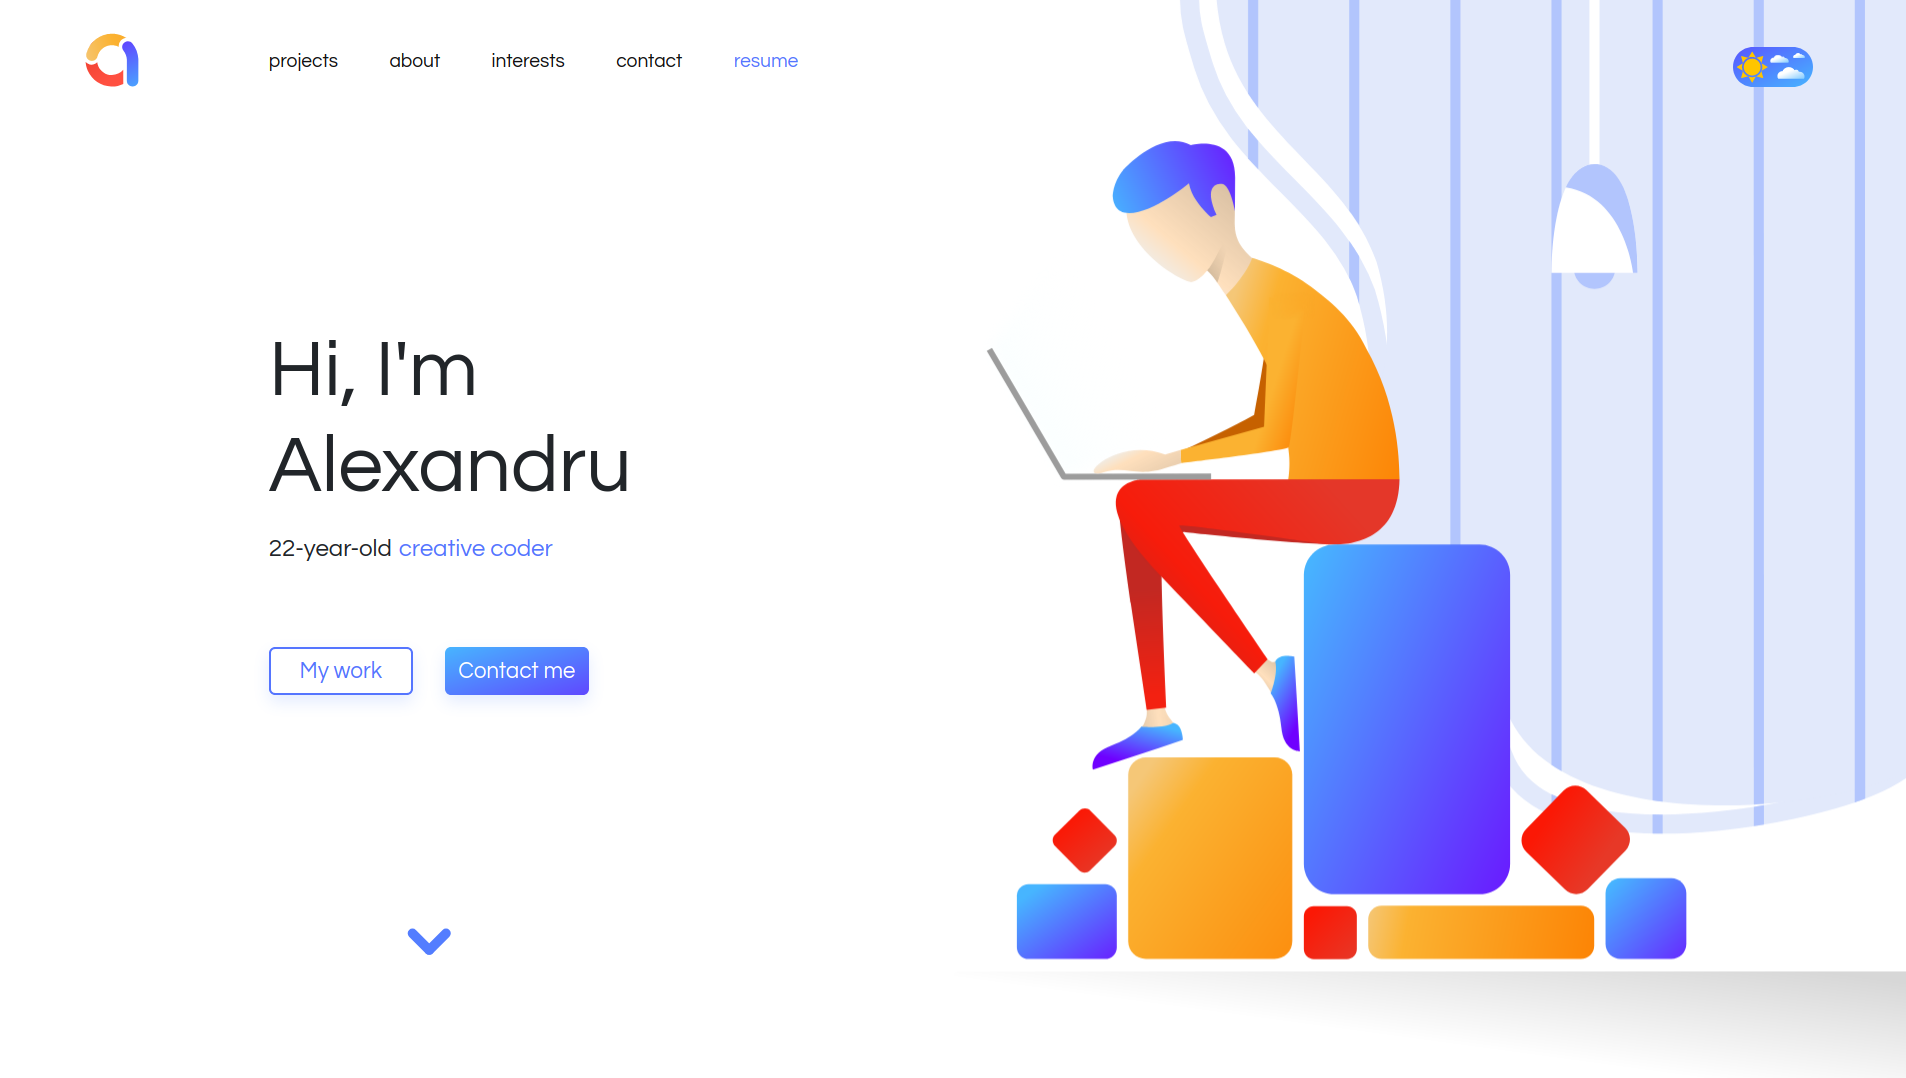 projects about interests contact resume
Hi, I'm
Alexandru
22-year-old creative coder
My work Contact me